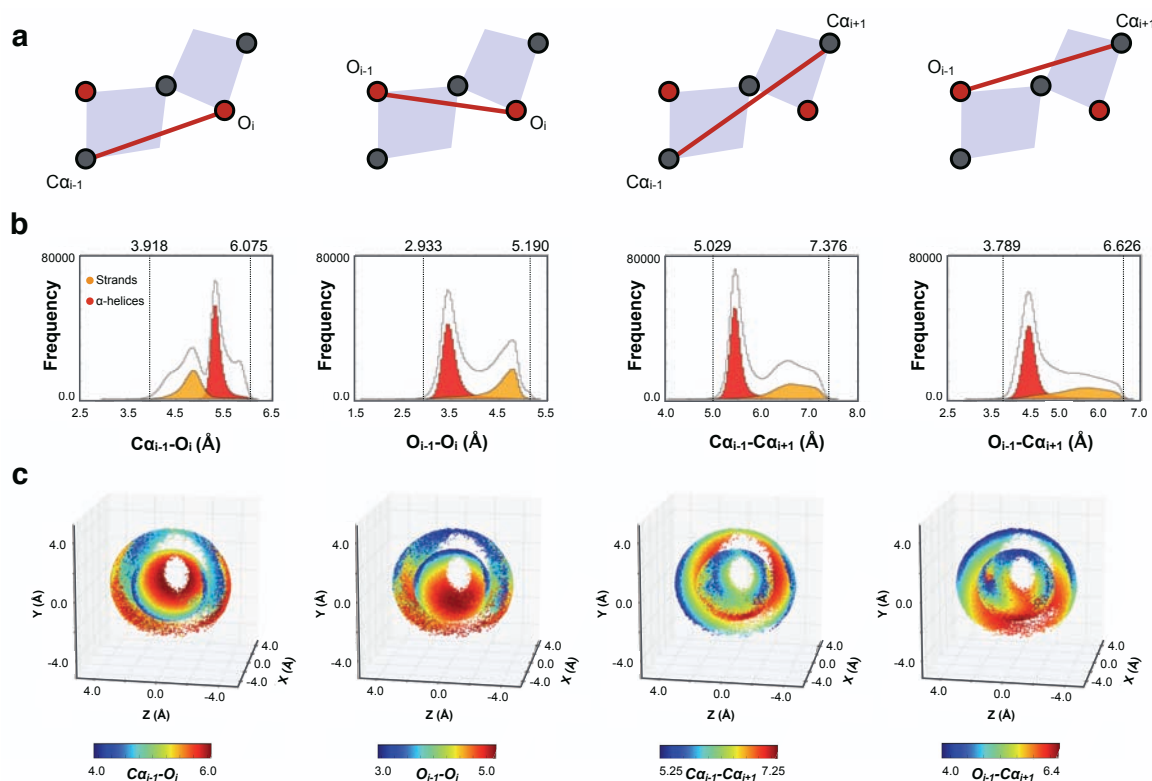 a
Cαi+1
Cαi+1
Oi-1
Oi-1
Oi
Oi
Cαi-1
Cαi-1
b
3.918 6.075 2.933 5.190 5.029 7.376 3.789 6.626
80000 80000 80000 80000
Strands
α-helices
Frequency Frequency Frequency Frequency
0.0 0.0 0.0 0.0
2.5 3.5 4.5 5.5 6.5 1.5 2.5 3.5 4.5 5.5 4.0 5.0 6.0 7.0 8.0 2.5 4.5 6.0 7.0
Cαi-1-Oi (Å) Oi-1-Oi (Å) Cαi-1-Cαi+1 (Å) Oi-1-Cαi+1 (Å)
c
4.0 4.0 4.0 4.0
Y (Å) Y (Å) Y (Å) Y (Å)
0.0 0.0 0.0 0.0
-4.0 -4.0 -4.0 -4.0
4.0 4.0 4.0 4.0
0.0 0.0 0.0 0.0
-4.0 -4.0 -4.0 -4.0
X (Å) X (Å) X (Å) X (Å)
4.0 0.0 -4.0 4.0 0.0 -4.0 4.0 0.0 -4.0 4.0 0.0 -4.0
Z (Å) Z (Å) Z (Å) Z (Å)
4.0 Cαi-1-Oi 6.0 3.0 Oi-1-Oi 5.0 5.25 Cαi-1-Cαi+1 7.25 4.0 Oi-1-Cαi+1 6.4